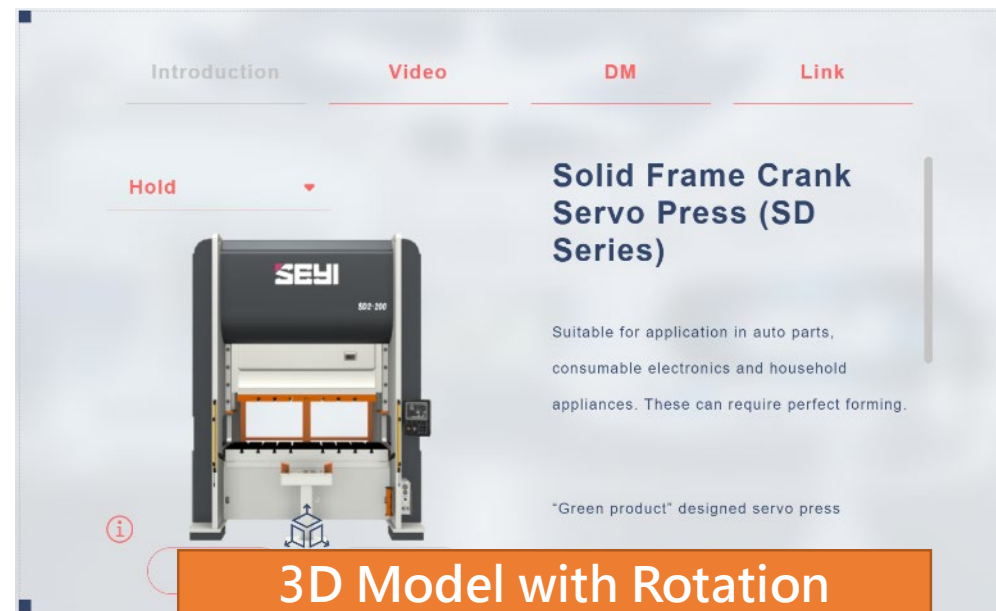 Introduction Video DM Link
Hold
Solid Frame Crank
Servo Press (SD
Series)
SEYI
SD2-200
Suitable for application in auto parts,
consumable electronics and household
appliances. These can require perfect forming.
“Green product” designed servo press
3D Model with Rotation